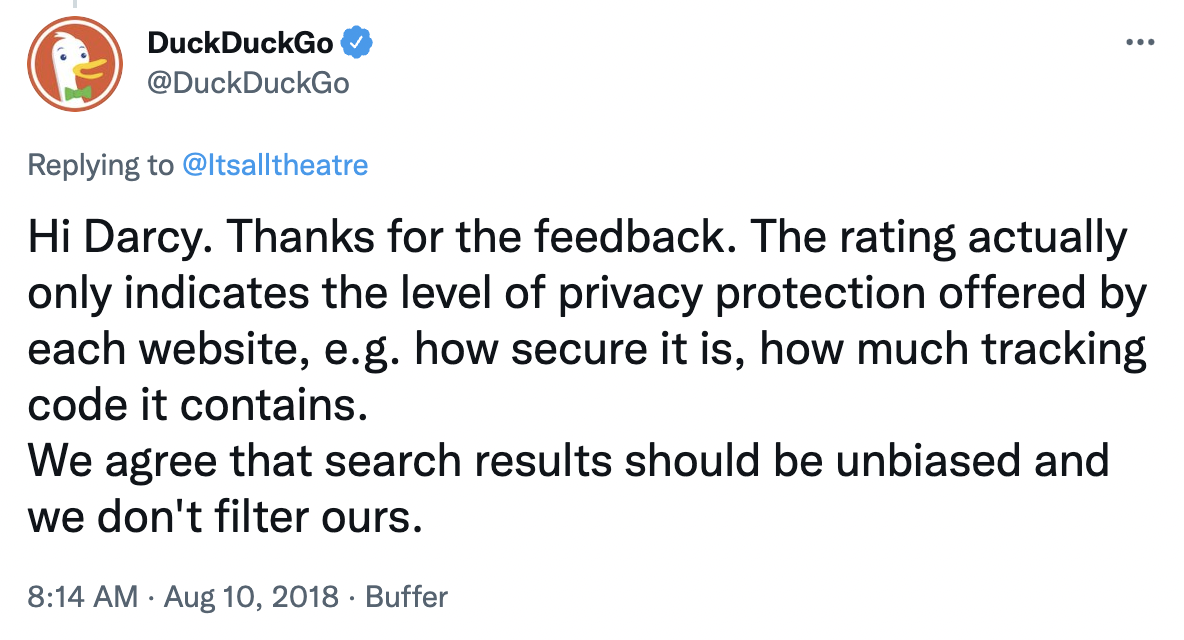 DuckDuckGo
@DuckDuckGo
Replying to @Itsalltheatre
Hi Darcy. Thanks for the feedback. The rating actually
only indicates the level of privacy protection offered by
each website, e.g. how secure it is, how much tracking
code it contains.
We agree that search results should be unbiased and
we don't filter ours.
8:14 AM · Aug 10, 2018 · Buffer